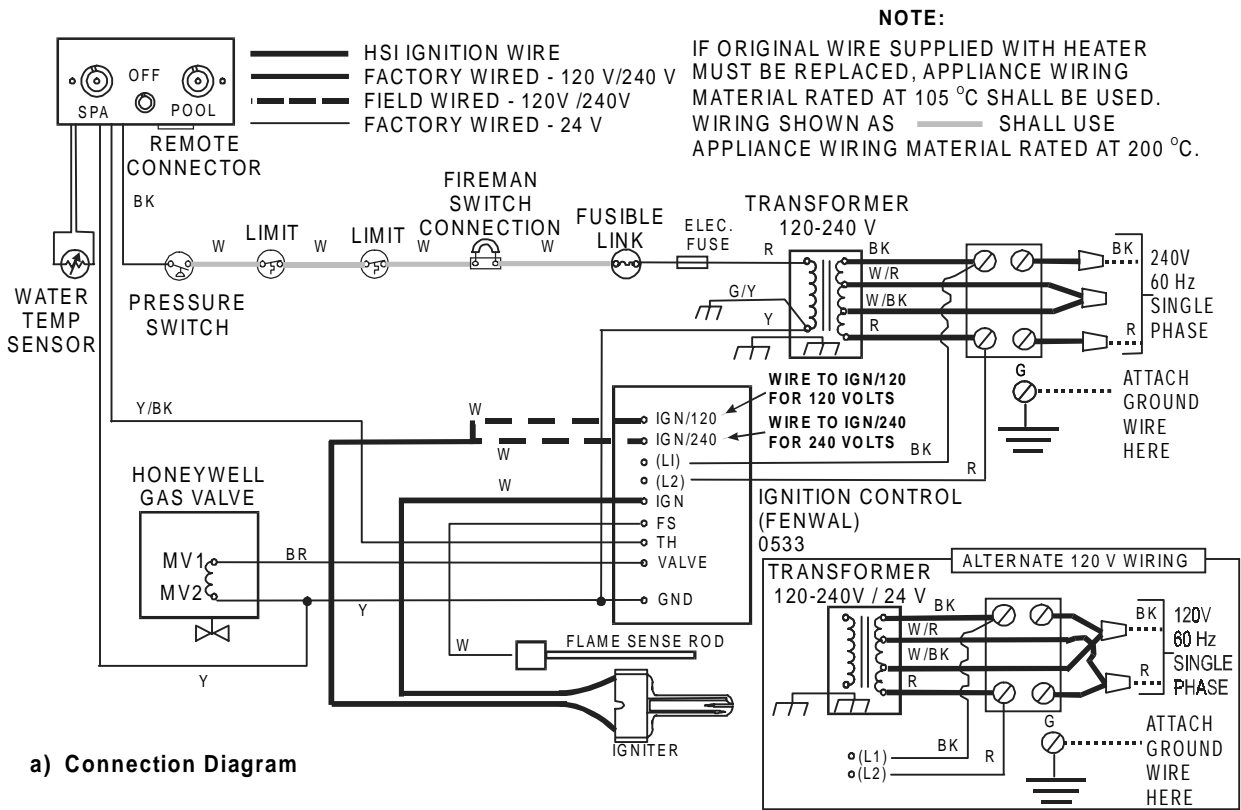 NOTE:
IF ORIGINAL WIRE SUPPLIED WITH HEATER
MUST BE REPLACED, APPLIANCE WIRING
MATERIAL RATED AT 105 °C SHALL BE USED.
WIRING SHOWN AS SHALL USE
APPLIANCE WIRING MATERIAL RATED AT 200 °C.
OFF
SPA POOL
REMOTE
CONNECTOR
HSI IGNITION WIRE
FACTORY WIRED - 120 V/240 V
FIELD WIRED - 120V /240V
FACTORY WIRED - 24 V
BK
WATER
TEMP
SENSOR
PRESSURE
SWITCH
W
LIMIT
W
LIMIT
W
FIREMAN
SWITCH
CONNECTION
W
FUSIBLE
LINK
ELEC.
FUSE
R
G/Y
Y
TRANSFORMER
120-240 V
BK
W/R
W/BK
R
BK
R
240V
60 Hz
SINGLE
PHASE
G
ATTACH
GROUND
WIRE
HERE
Y/BK
W
W
W
IGN/120
IGN/240
(LI)
(L2)
IGN
FS
TH
VALVE
GND
WIRE TO IGN/120
FOR 120 VOLTS
WIRE TO IGN/240
FOR 240 VOLTS
BK
R
IGNITION CONTROL
(FENWAL)
0533
HONEYWELL
GAS VALVE
MV1
MV2
BR
Y
Y
W
FLAME SENSE ROD
IGNITER
ALTERNATE 120 V WIRING
TRANSFORMER
120-240V / 24 V
BK
W/R
W/BK
R
BK
R
120V
60 Hz
SINGLE
PHASE
G
ATTACH
GROUND
WIRE
HERE
(L1)
(L2)
BK
R
a) Connection Diagram